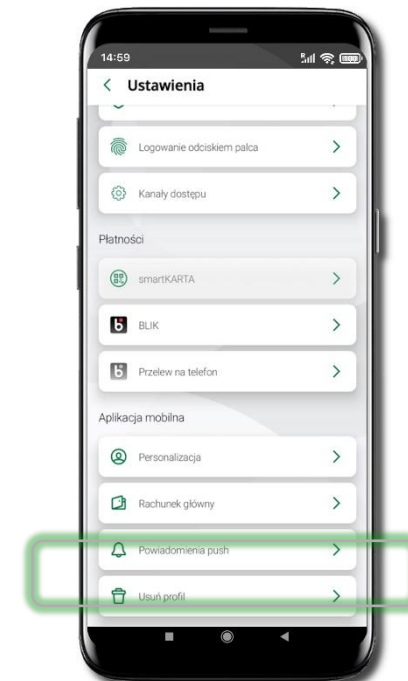 14:59
Ustawienia
Logowanie odciskiem palca
Kanały dostępu
Płatności
smartKARTA
BLIK
Przelew na telefon
Aplikacja mobilna
Personalizacja
Rachunek główny
Powiadomienia push
Usuń profil